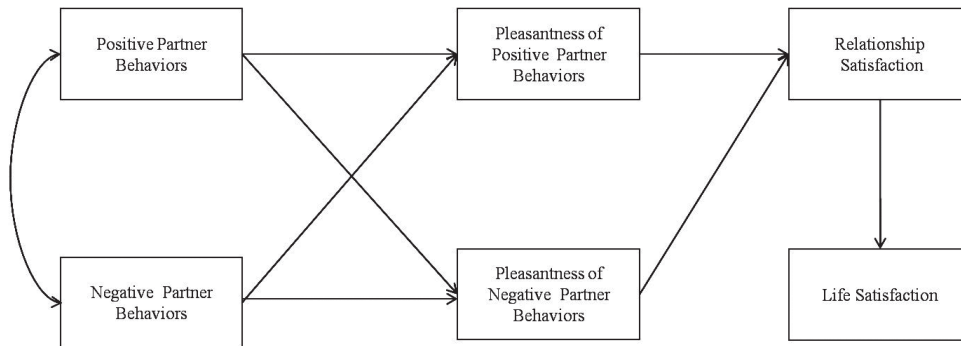 Positive Partner
Behaviors
Pleasantness of
Positive Partner
Behaviors
Relationship
Satisfaction
Negative Partner
Behaviors
Pleasantness of
Negative Partner
Behaviors
Life Satisfaction